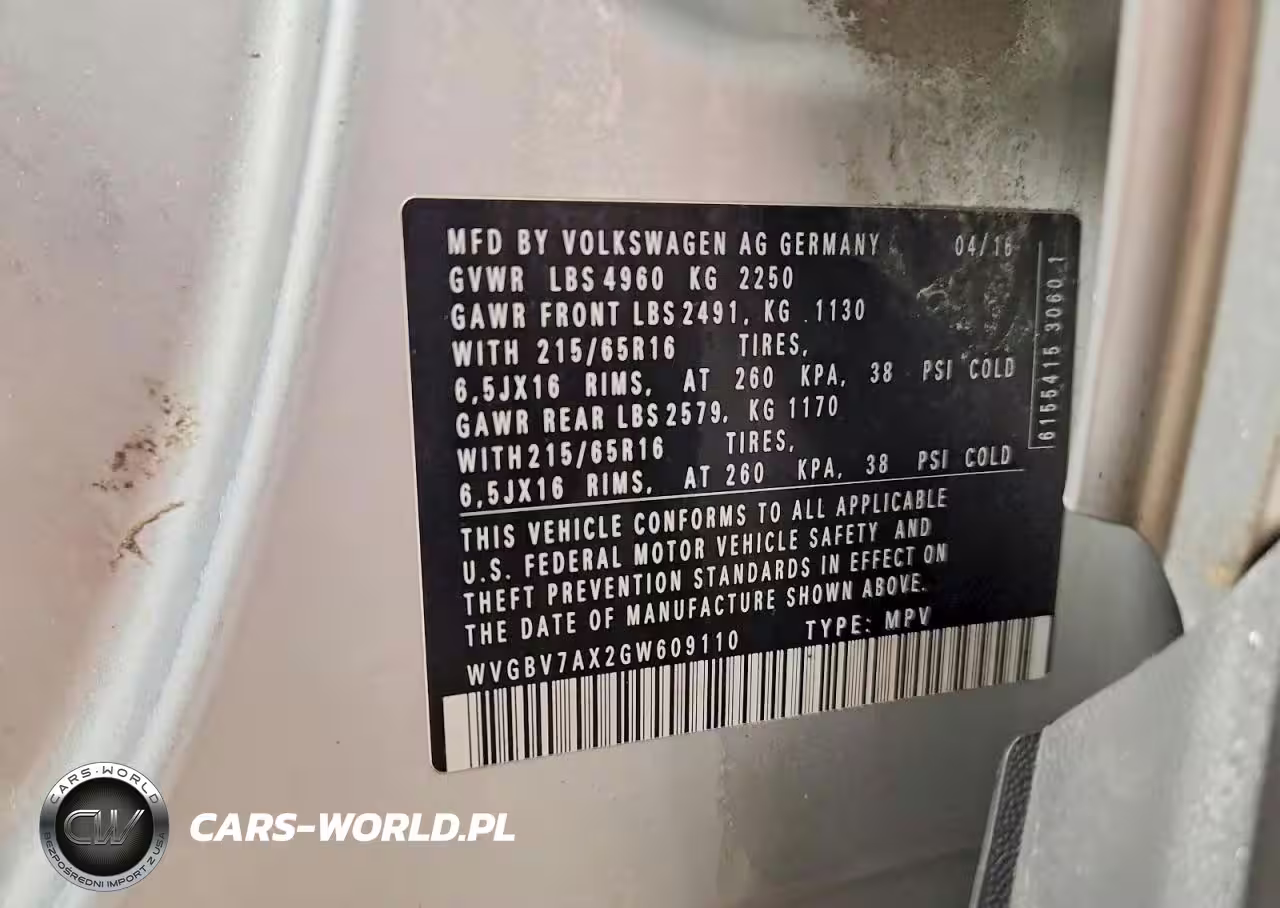 MFD BY VOLKSWAGEN AG GERMANY 04/16
GVWR LBS 4960 KG 2250
GAWR FRONT LBS 2491, KG .1130
WITH 215/65R16 TIRES,
6,5JX16 RIMS, AT 260 KPA, 38 PSI COLD
GAWR REAR LBS 2579, KG 1170
WITH 215/65R16 TIRES,
6,5JX16 RIMS, AT 260 KPA, 38 PSI COLD
6155415 3060 1
THIS VEHICLE CONFORMS TO ALL APPLICABLE
U.S. FEDERAL MOTOR VEHICLE SAFETY AND
THEFT PREVENTION STANDARDS IN EFFECT ON
THE DATE OF MANUFACTURE SHOWN ABOVE.
WVGBV7AX2GW609110 TYPE: MPV
CARS-WORLD
CW
BEZPOŚREDNI IMPORT Z USA
CARS-WORLD.PL